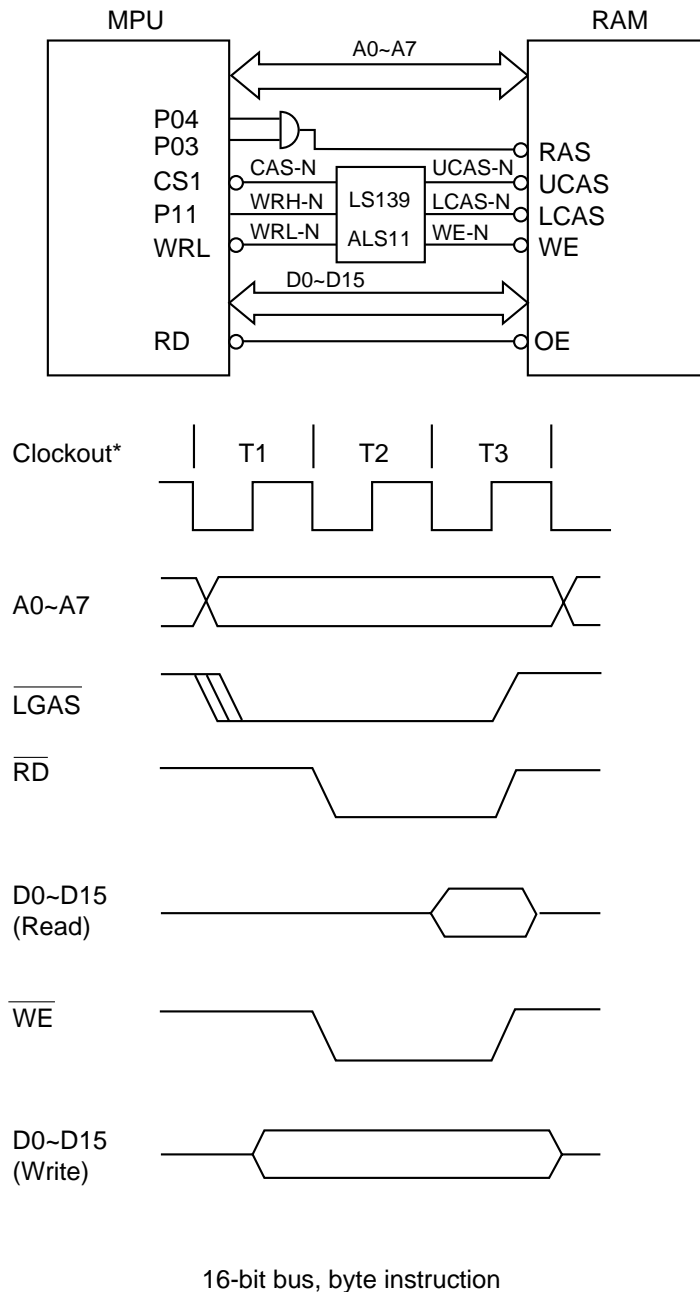 MPU
RAM
A0~A7
P04
P03
RAS
CS1
CAS-N
UCAS-N
UCAS
P11
WRH-N
LS139
LCAS-N
LCAS
WRL
WRL-N
ALS11
WE-N
WE
D0~D15
RD
OE
Clockout*
T1
T2
T3
A0~A7
LGAS
RD
D0~D15
(Read)
WE
D0~D15
(Write)
16-bit bus, byte instruction